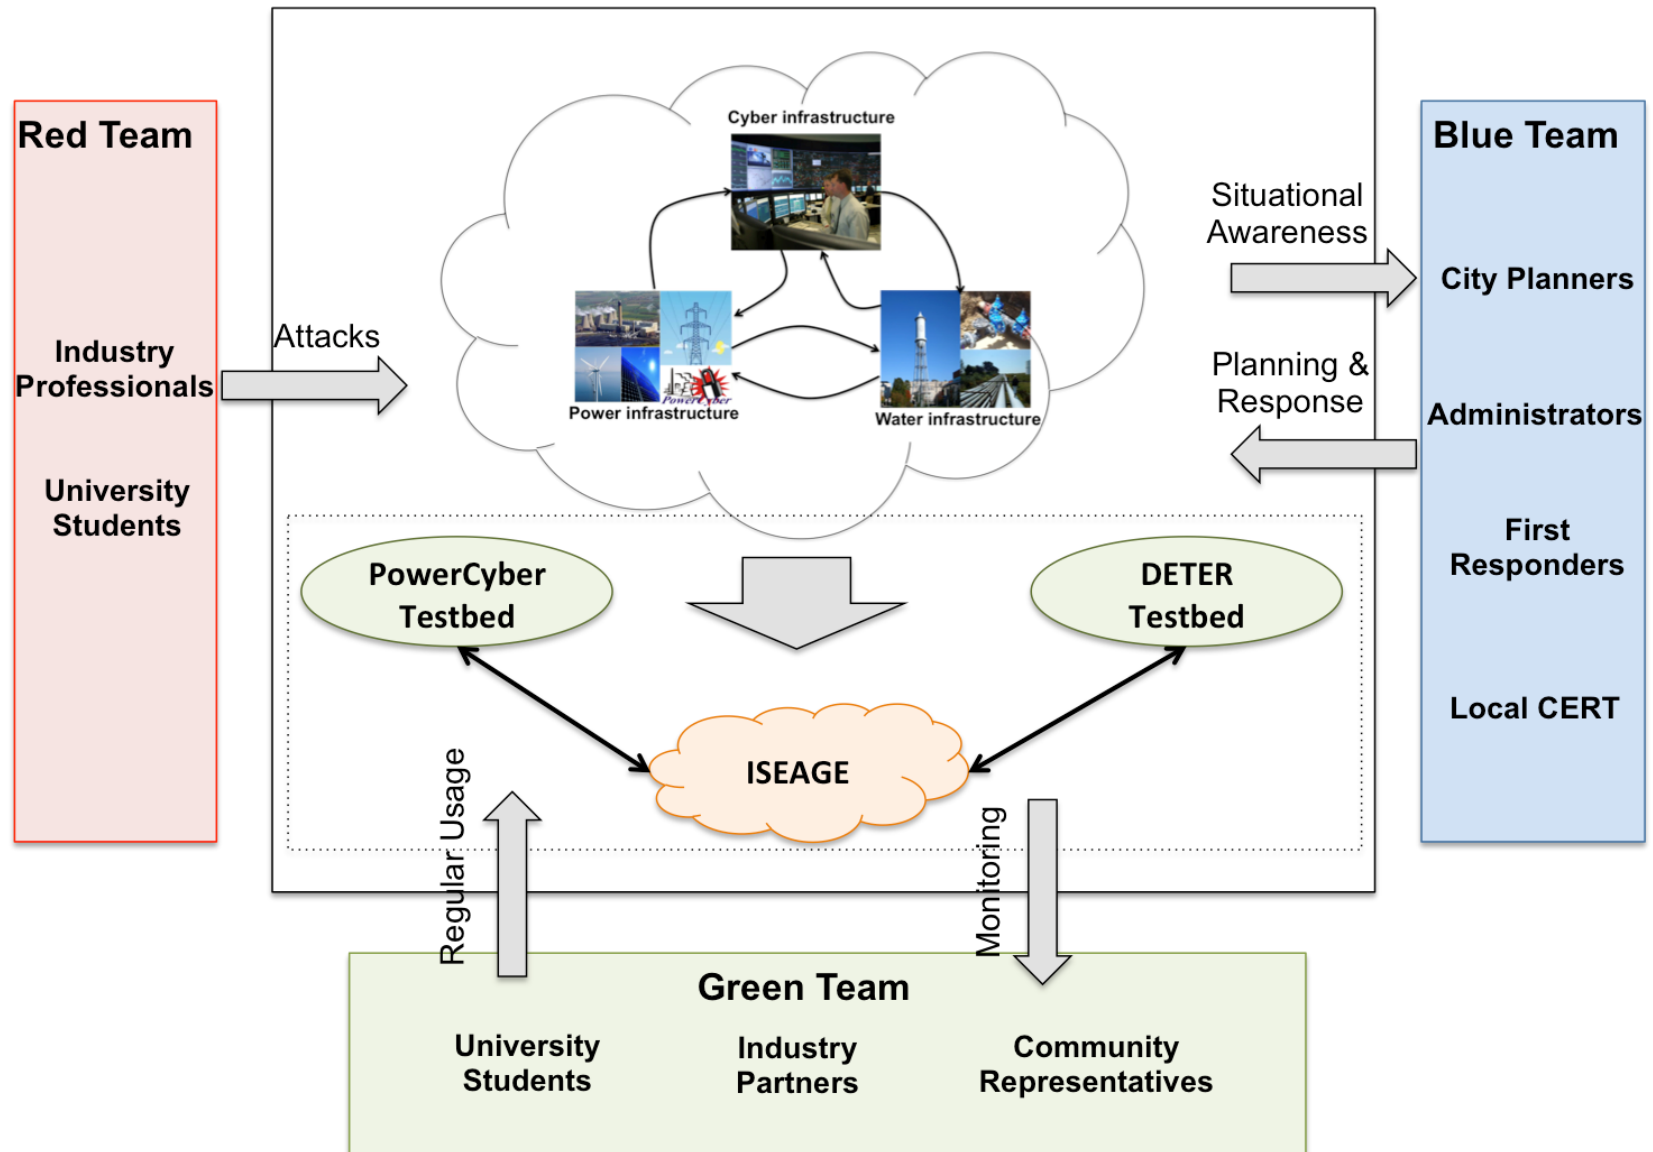 Red Team
Industry
Professionals
University
Students
Attacks
Cyber infrastructure
Power infrastructure
PowerCyber
Water infrastructure
Situational
Awareness
Planning &
Response
Blue Team
City Planners
Administrators
First
Responders
Local CERT
PowerCyber
Testbed
DETER
Testbed
ISEAGE
Regular Usage
Monitoring
Green Team
University
Students
Industry
Partners
Community
Representatives